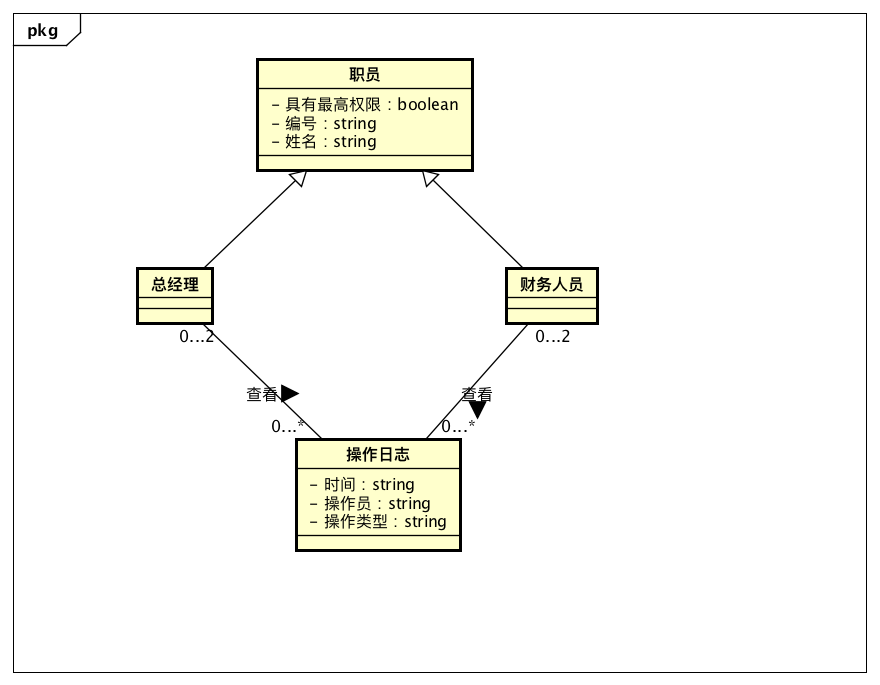 pkg
职员
- 具有最高权限 : boolean
- 编号 : string
- 姓名 : string
总经理
财务人员
0...2
0...2
查看
查看
0...*
0...*
操作日志
- 时间 : string
- 操作员 : string
- 操作类型 : string